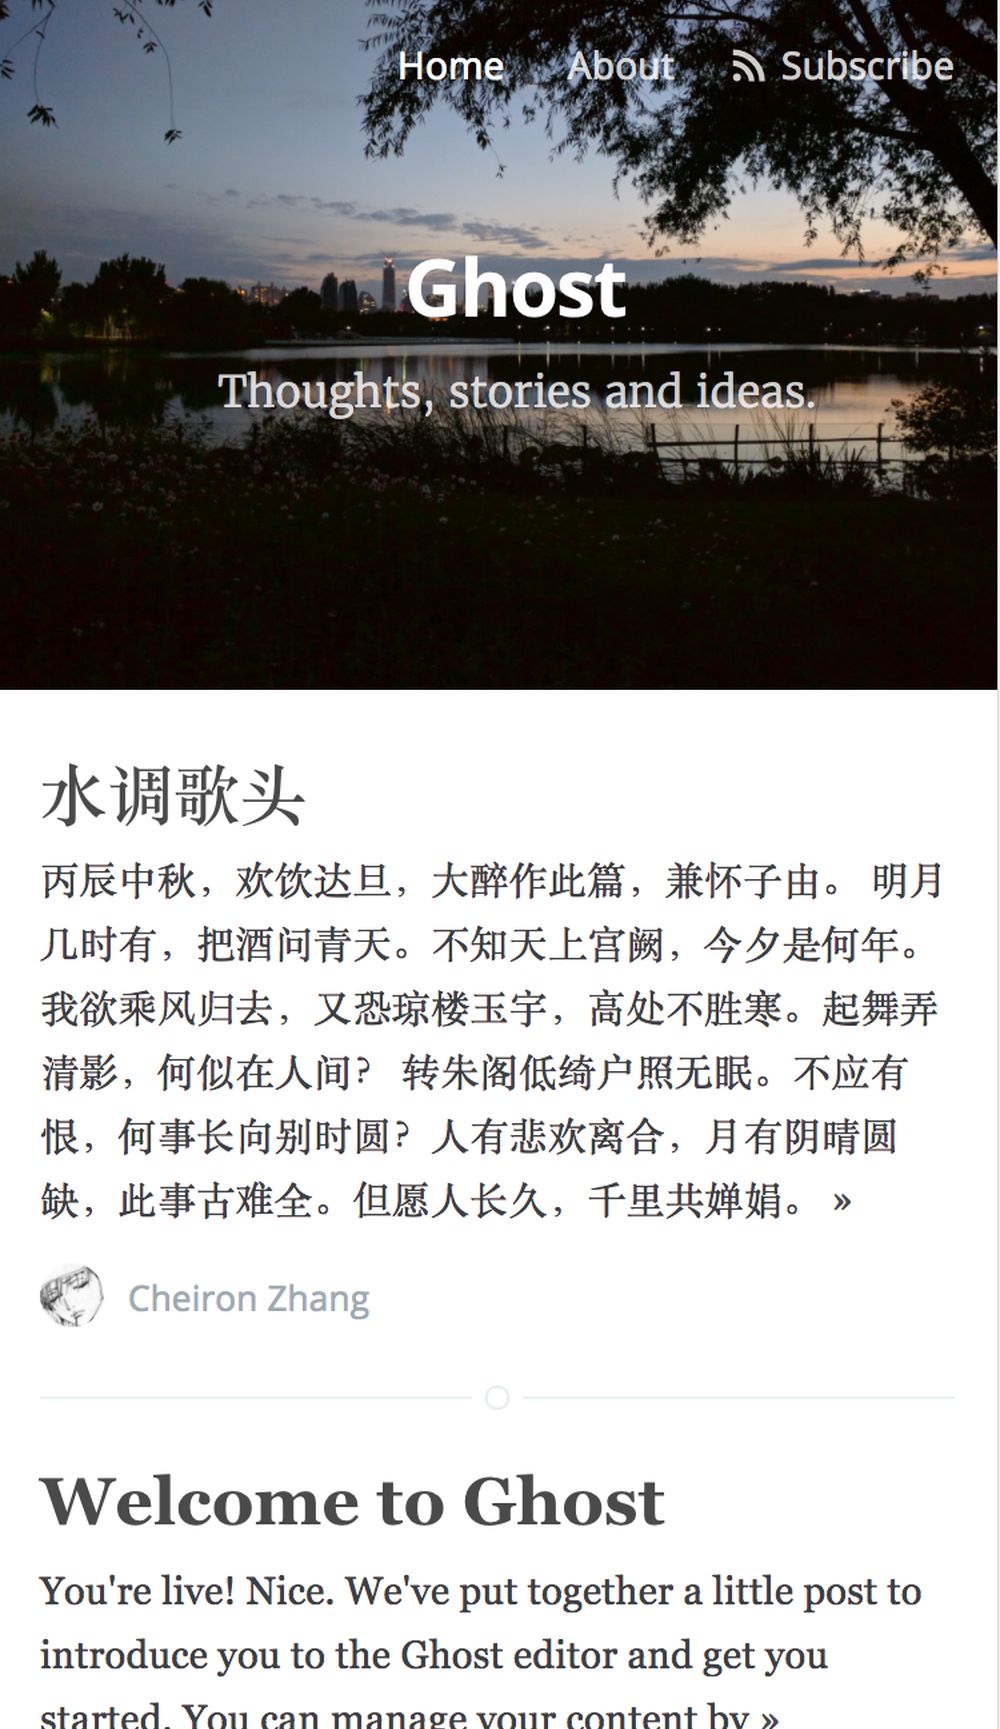 Home About Subscribe
Ghost
Thoughts, stories and ideas.
水调歌头
丙辰中秋，欢饮达旦，大醉作此篇，兼怀子由。 明月
几时有，把酒问青天。不知天上宫阙，今夕是何年。
我欲乘风归去，又恐琼楼玉宇，高处不胜寒。起舞弄
清影，何似在人间？ 转朱阁低绮户照无眠。不应有
恨，何事长向别时圆？人有悲欢离合，月有阴晴圆
缺，此事古难全。但愿人长久，千里共婵娟。 »
Cheiron Zhang
Welcome to Ghost
You're live! Nice. We've put together a little post to
introduce you to the Ghost editor and get you
started. You can manage your content by »